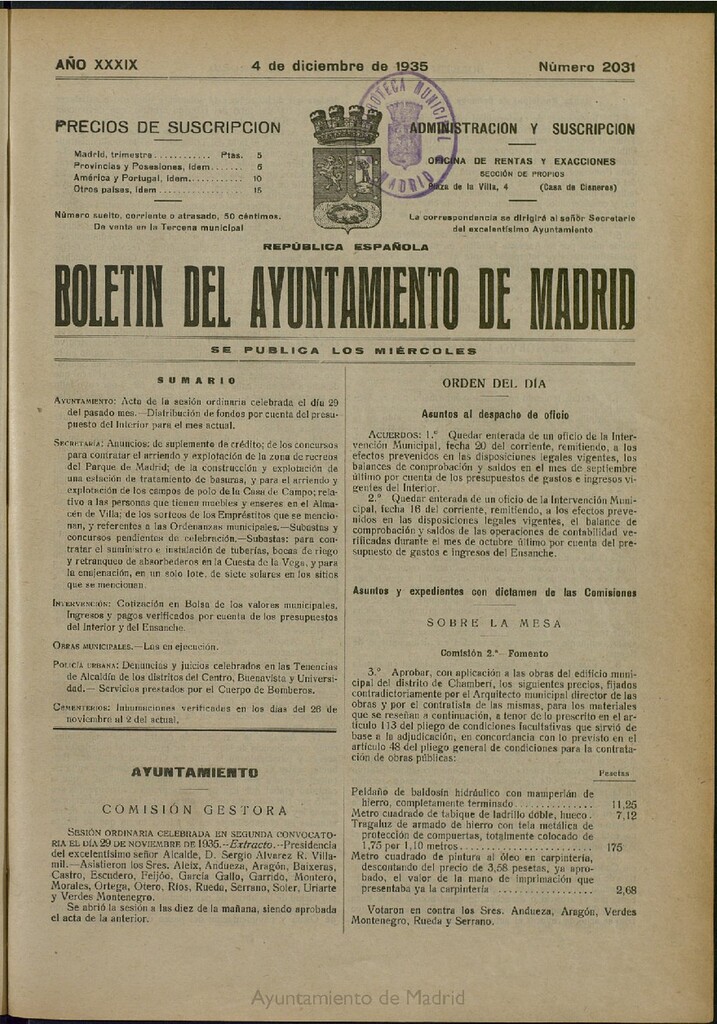 AÑO XXXIX
4 de diciembre de 1935
Número 2031
PRECIOS DE SUSCRIPCION
Madrid, trimestre............ Ptas. 5
Provincias y Posesiones, ídem....... 6
América y Portugal, ídem............ 10
Otros países, ídem.................. 15
Número suelto, corriente o atrasado, 50 céntimos.
De venta en la Tercena municipal
HEMEROTECA MUNICIPAL
MADRID
ADMINISTRACION Y SUSCRIPCION
OFICINA DE RENTAS Y EXACCIONES
SECCIÓN DE PROPIOS
Plaza de la Villa, 4 (Casa de Cisneros)
La correspondencia se dirigirá al señor Secretario
del excelentísimo Ayuntamiento
REPÚBLICA ESPAÑOLA
BOLETIN DEL AYUNTAMIENTO DE MADRID
SE PUBLICA LOS MIÉRCOLES
SUMARIO
AYUNTAMIENTO: Acta de la sesión ordinaria celebrada el día 29
del pasado mes.—Distribución de fondos por cuenta del presu-
puesto del Interior para el mes actual.
SECRETARÍA: Anuncios: de suplemento de crédito; de los concursos
para contratar el arriendo y explotación de la zona de recreos
del Parque de Madrid; de la construcción y explotación de
una estación de tratamiento de basuras, y para el arriendo y
explotación de los campos de polo de la Casa de Campo; rela-
tivo a las personas que tienen muebles y enseres en el Alma-
cén de Villa; de los sorteos de los Empréstitos que se mencio-
nan, y referentes a las Ordenanzas municipales.—Subastas y
concursos pendientes de celebración.—Subastas: para con-
tratar el suministro e instalación de tuberías, bocas de riego
y retranqueo de absorbederos en la Cuesta de la Vega, y para
la enajenación, en un solo lote, de siete solares en los sitios
que se mencionan.
INTERVENCIÓN: Cotización en Bolsa de los valores municipales.
Ingresos y pagos verificados por cuenta de los presupuestos
del Interior y del Ensanche.
OBRAS MUNICIPALES.—Las en ejecución.
POLICÍA URBANA: Denuncias y juicios celebrados en las Tenencias
de Alcaldía de los distritos del Centro, Buenavista y Universi-
dad.— Servicios prestados por el Cuerpo de Bomberos.
CEMENTERIOS: Inhumaciones verificadas en los días del 26 de
noviembre al 2 del actual.
AYUNTAMIENTO
COMISIÓN GESTORA
SESIÓN ORDINARIA CELEBRADA EN SEGUNDA CONVOCATO-
RIA EL DÍA 29 DE NOVIEMBRE DE 1935.—Extracto.—Presidencia
del excelentísimo señor Alcalde, D. Sergio Alvarez R. Villa-
mil.—Asistieron los Sres. Aleix, Andueza, Aragón, Baixeras,
Castro, Escudero, Feijóo, García Gallo, Garrido, Montero,
Morales, Ortega, Otero, Ríos, Rueda, Serrano, Soler, Uriarte
y Verdes Montenegro.
Se abrió la sesión a las diez de la mañana, siendo aprobada
el acta de la anterior.
ORDEN DEL DÍA
Asuntos al despacho de oficio
ACUERDOS: 1.º Quedar enterada de un oficio de la Inter-
vención Municipal, fecha 20 del corriente, remitiendo, a los
efectos prevenidos en las disposiciones legales vigentes, los
balances de comprobación y saldos en el mes de septiembre
último por cuenta de los presupuestos de gastos e ingresos vi-
gentes del Interior.
2.º Quedar enterada de un oficio de la Intervención Muni-
cipal, fecha 16 del corriente, remitiendo, a los efectos preve-
nidos en las disposiciones legales vigentes, el balance de
comprobación y saldos de las operaciones de contabilidad ve-
rificadas durante el mes de octubre último por cuenta del pre-
supuesto de gastos e ingresos del Ensanche.
Asuntos y expedientes con dictamen de las Comisiones
SOBRE LA MESA
Comisión 2.ª—Fomento
3.º Aprobar, con aplicación a las obras del edificio muni-
cipal del distrito de Chamberí, los siguientes precios, fijados
contradictoriamente por el Arquitecto municipal director de las
obras y por el contratista de las mismas, para los materiales
que se reseñan a continuación, a tenor de lo prescrito en el ar-
tículo 113 del pliego de condiciones facultativas que sirvió de
base a la adjudicación, en concordancia con lo previsto en el
artículo 48 del pliego general de condiciones para la contrata-
ción de obras públicas:
Pesetas
Peldaño de baldosín hidráulico con mamperlán de
hierro, completamente terminado................ 11,25
Metro cuadrado de tabique de ladrillo doble, hueco. 7,12
Tragaluz de armado de hierro con tela metálica de
protección de compuertas, totalmente colocado de
1,75 por 1,10 metros.......................... 175
Metro cuadrado de pintura al óleo en carpintería,
descontando del precio de 3,58 pesetas, ya apro-
bado, el valor de la mano de imprimación que
presentaba ya la carpintería .................. 2,68
Votaron en contra los Sres. Andueza, Aragón, Verdes
Montenegro, Rueda y Serrano.
Ayuntamiento de Madrid